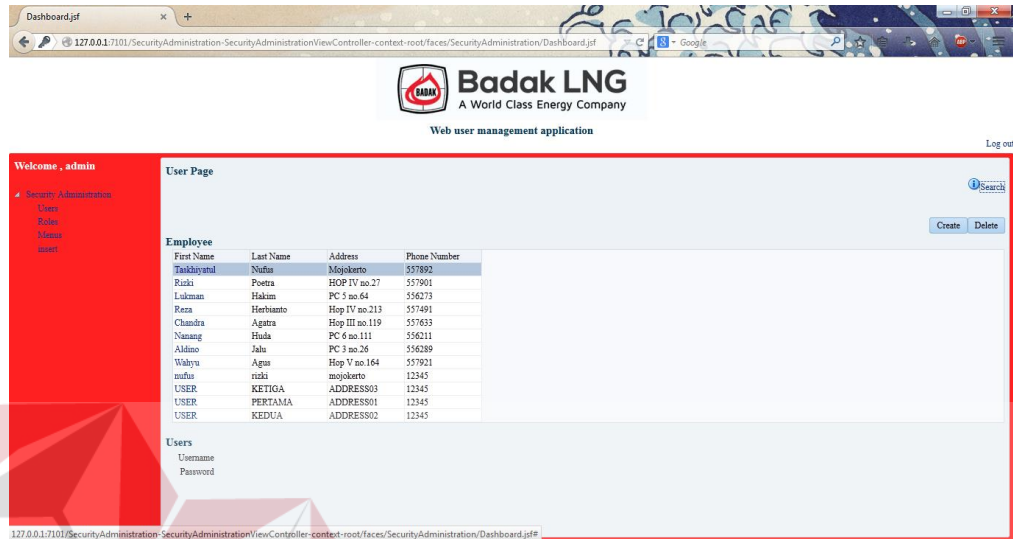 Dashboard.jsf × +
127.0.0.1:7101/SecurityAdministration-SecurityAdministrationViewController-context-root/faces/SecurityAdministration/Dashboard.jsf Google
BADAK
Badak LNG
A World Class Energy Company
Web user management application
Log out
Welcome , admin
Security Administration
Users
Roles
Menus
insert
User Page
Search
Create Delete
Employee
First Name Last Name Address Phone Number
Taskhiyatul Nufus Mojokerto 557892
Rizki Poetra HOP IV no.27 557901
Lukman Hakim PC 5 no.64 556273
Reza Herbianto Hop IV no.213 557491
Chandra Agatra Hop III no.119 557633
Nanang Huda PC 6 no.111 556211
Aldino Jalu PC 3 no.26 556289
Wahyu Agus Hop V no.164 557921
nufus rizki mojokerto 12345
USER KETIGA ADDRESS03 12345
USER PERTAMA ADDRESS01 12345
USER KEDUA ADDRESS02 12345
Users
Username
Password
127.0.0.1:7101/SecurityAdministration-SecurityAdministrationViewController-context-root/faces/SecurityAdministration/Dashboard.jsf#